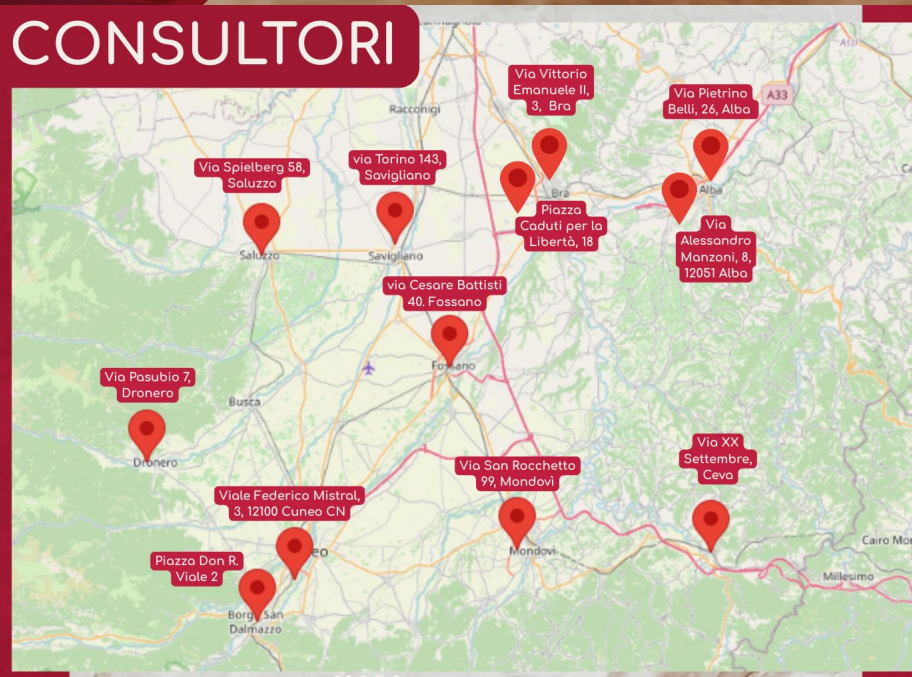 CONSULTORI
Asti
A33
Racconigi
Via Vittorio
Emanuele II,
3, Bra
Via Pietrino
Belli, 26, Alba
Via Spielberg 58,
Saluzzo
via Torino 143,
Savigliano
Bra
Alba
Piazza
Caduti per la
Libertà, 18
Via
Alessandro
Manzoni, 8,
12051 Alba
Saluzzo
Savigliano
via Cesare Battisti
40. Fossano
Fossano
Via Pasubio 7,
Dronero
Busca
Dronero
Via San Rocchetto
99, Mondovì
Via XX
Settembre,
Ceva
Viale Federico Mistral,
3, 12100 Cuneo CN
Mondovì
Cairo Mon
Piazza Don R.
Viale 2
Millesimo
Borgo San
Dalmazzo